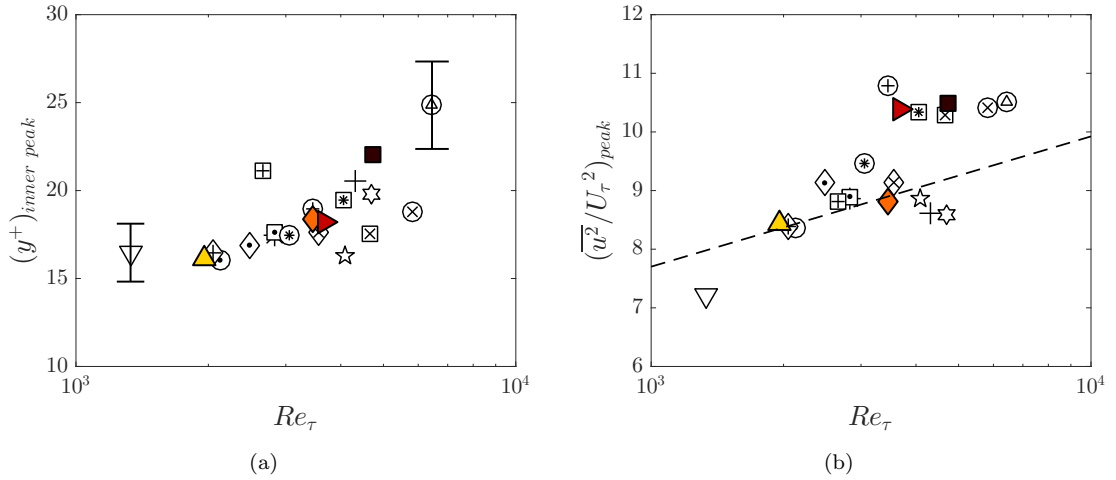 30
25
20
15
10
10³
10⁴
(y⁺)inner peak
Reτ
(a)
12
11
10
9
8
7
6
10³
10⁴
(u²/Uτ²)peak
Reτ
(b)